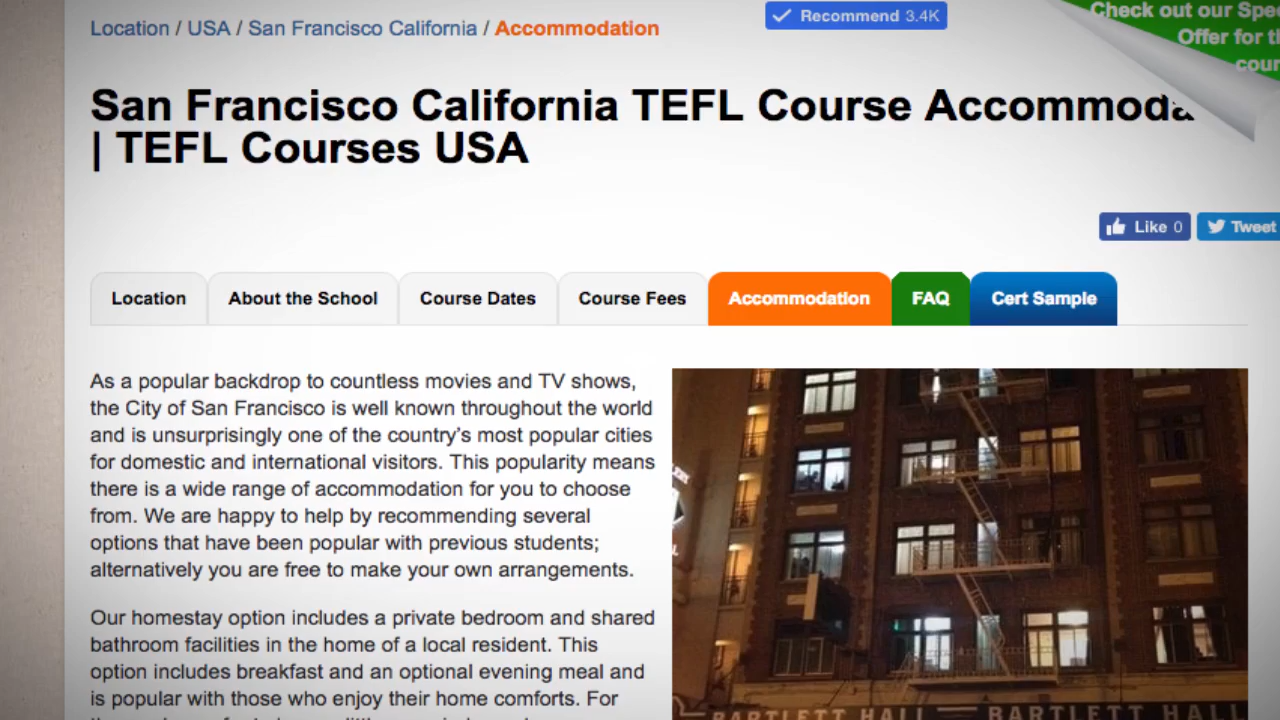 Location / USA / San Francisco California / Accommodation
Recommend 3.4K
Check out our Spe
Offer for t
cour
San Francisco California TEFL Course Accommoda
| TEFL Courses USA
Like 0
Tweet
Location
About the School
Course Dates
Course Fees
Accommodation
FAQ
Cert Sample
As a popular backdrop to countless movies and TV shows,
the City of San Francisco is well known throughout the world
and is unsurprisingly one of the country's most popular cities
for domestic and international visitors. This popularity means
there is a wide range of accommodation for you to choose
from. We are happy to help by recommending several
options that have been popular with previous students;
alternatively you are free to make your own arrangements.
Our homestay option includes a private bedroom and shared
bathroom facilities in the home of a local resident. This
option includes breakfast and an optional evening meal and
is popular with those who enjoy their home comforts. For
BARTLETT HALL BARTLETT HALL